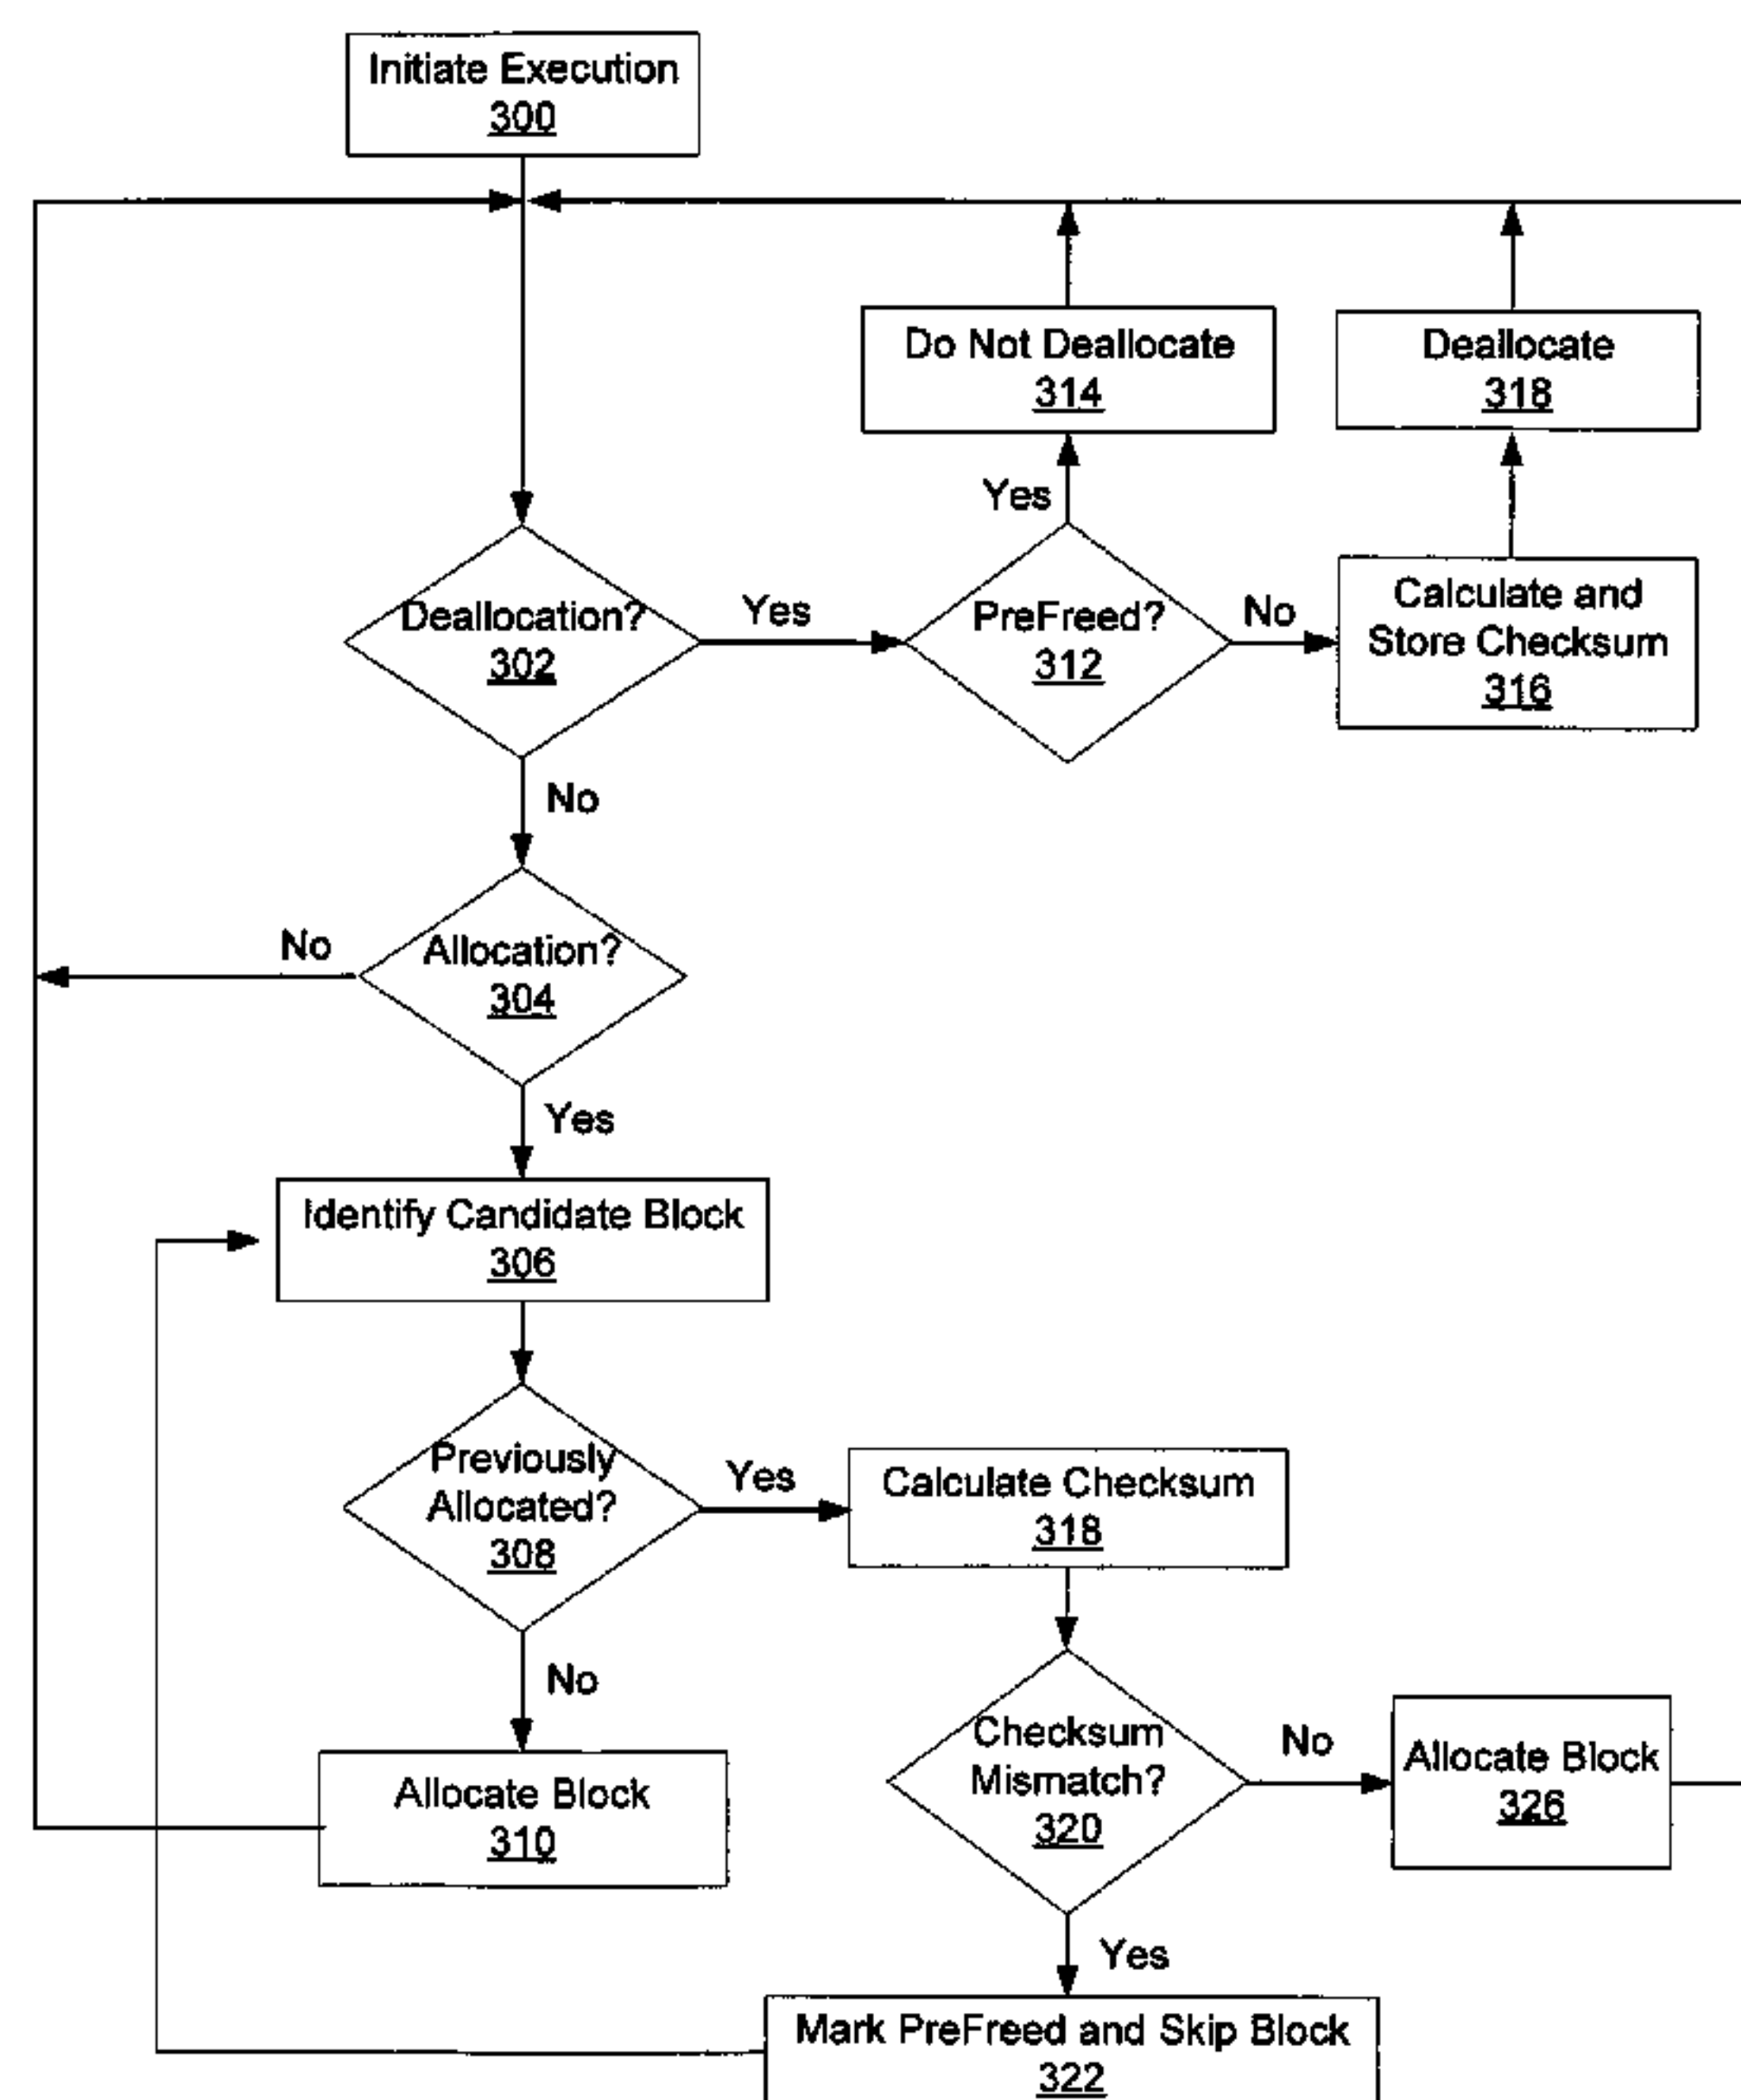 Initiate Execution
300
Do Not Deallocate
314
Deallocate
318
Yes
Deallocation?
302
Yes
PreFreed?
312
No
Calculate and
Store Checksum
316
No
No
Allocation?
304
Yes
Identify Candidate Block
306
Previously
Allocated?
308
Yes
Calculate Checksum
318
No
Checksum
Mismatch?
320
No
Allocate Block
326
Allocate Block
310
Yes
Mark PreFreed and Skip Block
322